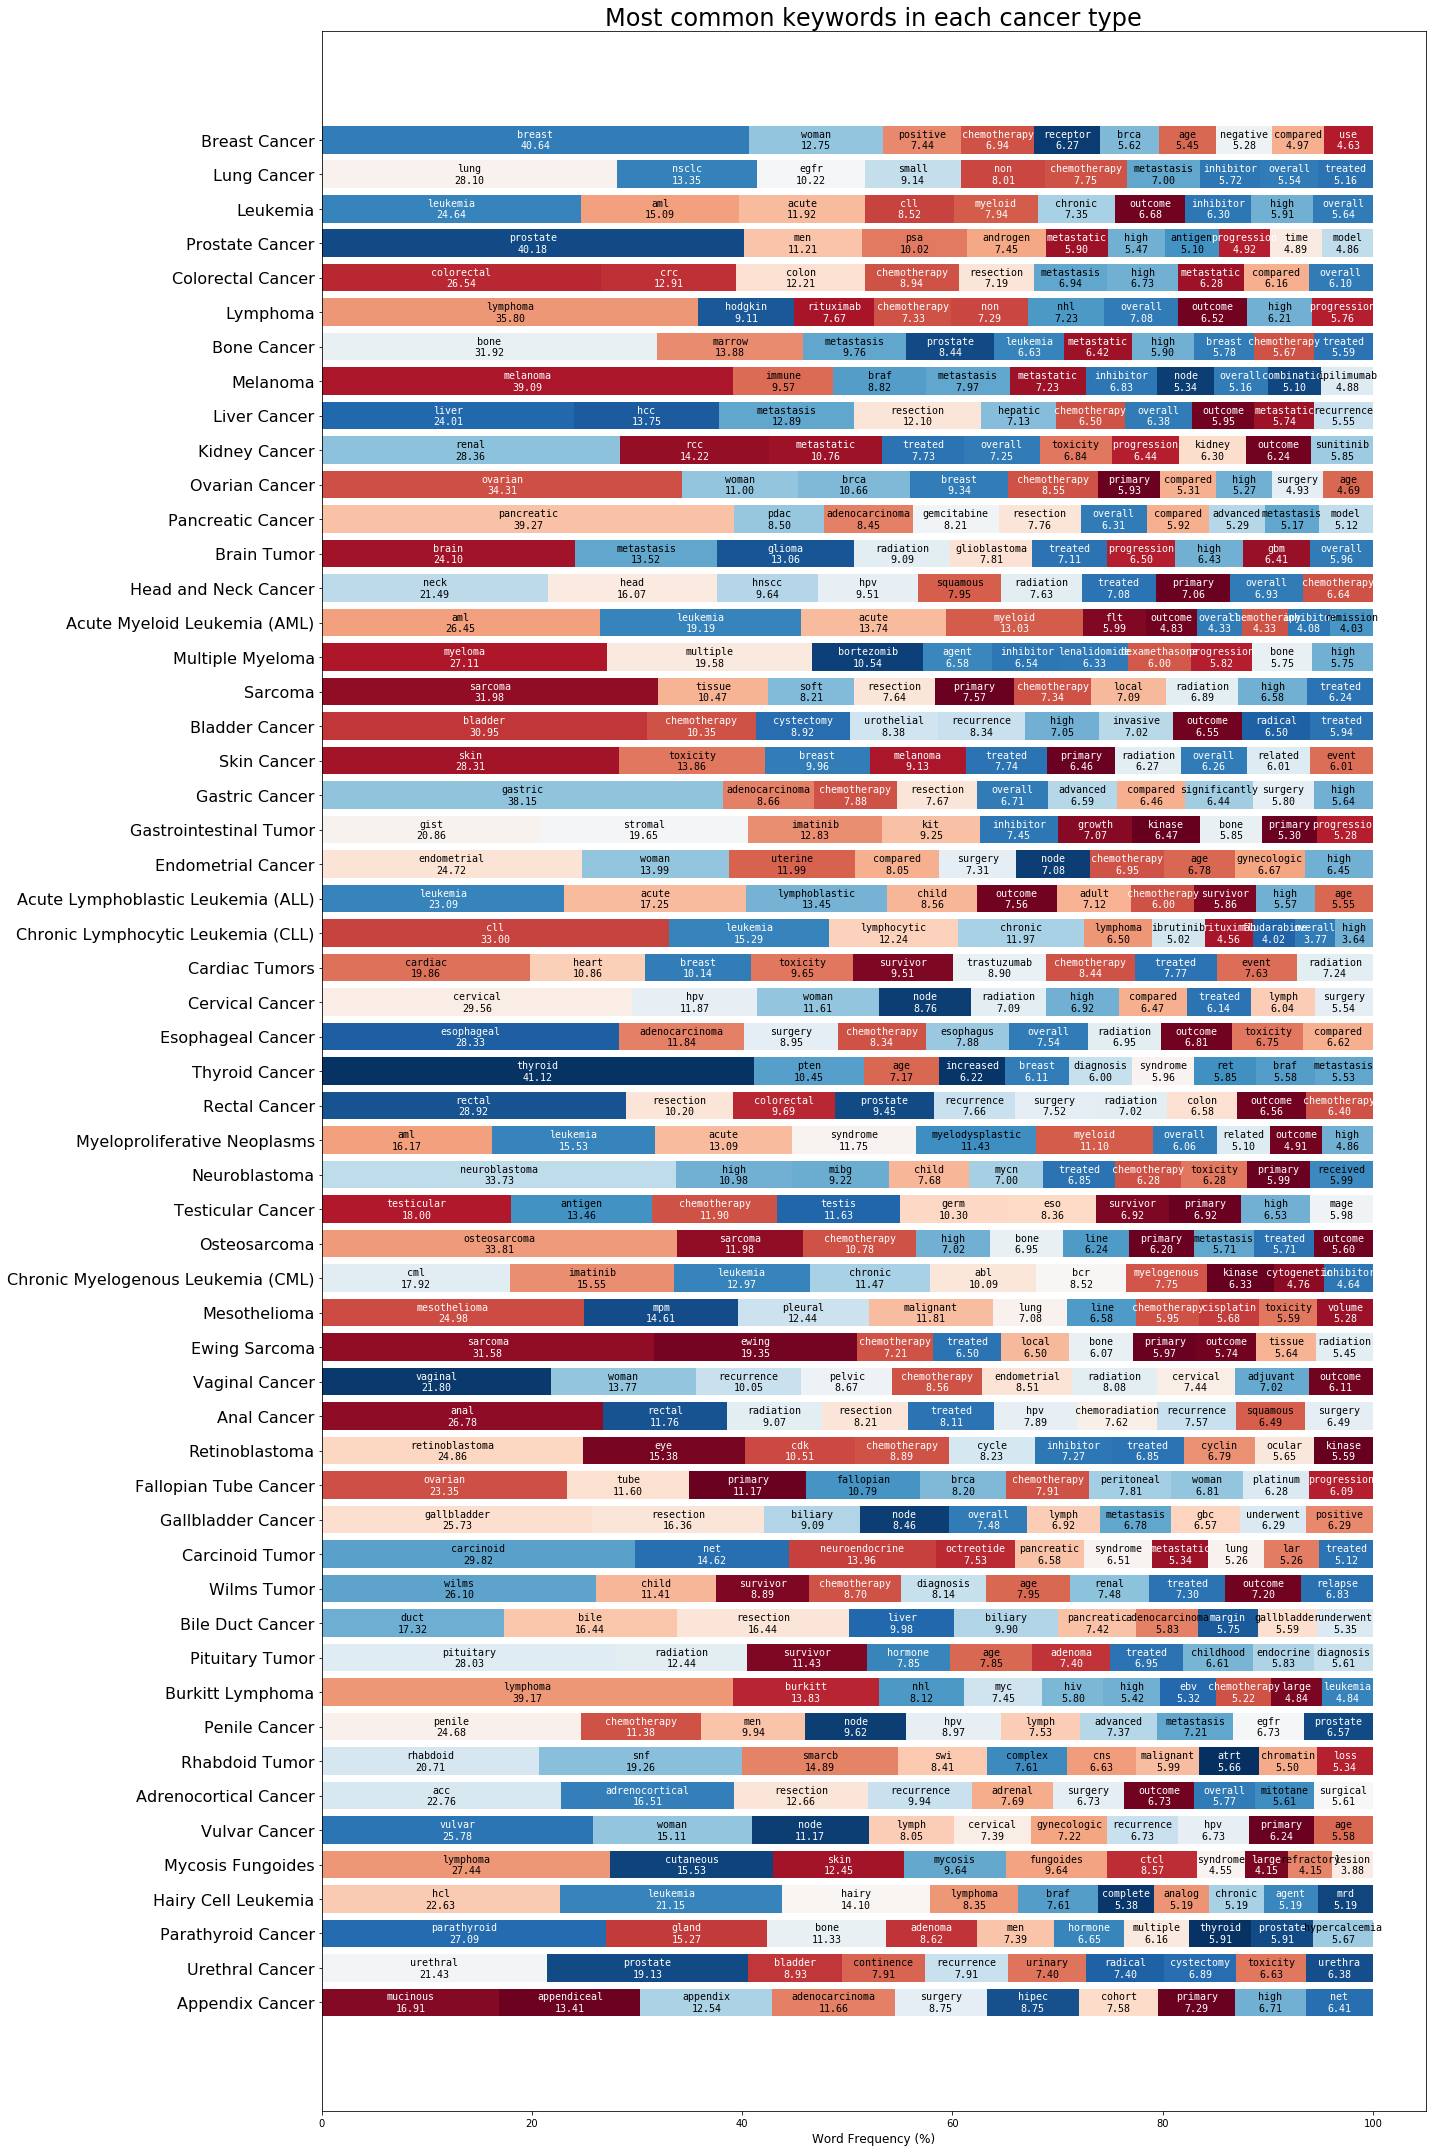 Most common keywords in each cancer type
Breast Cancer
breast woman positive chemotherapy receptor brca age negative compared use
40.64 12.75 7.44 6.94 6.27 5.62 5.45 5.28 4.97 4.63
Lung Cancer
lung nsclc egfr small non chemotherapy metastasis inhibitor overall treated
28.10 13.35 10.22 9.14 8.01 7.75 7.00 5.72 5.54 5.16
Leukemia
leukemia aml acute cll myeloid chronic outcome inhibitor high overall
24.64 15.09 11.92 8.52 7.94 7.35 6.68 6.30 5.91 5.64
Prostate Cancer
prostate men psa androgen metastatic high antigen progression time model
40.18 11.21 10.02 7.45 5.90 5.47 5.10 4.92 4.89 4.86
Colorectal Cancer
colorectal crc colon chemotherapy resection metastasis high metastatic compared overall
26.54 12.91 12.21 8.94 7.19 6.94 6.73 6.28 6.16 6.10
Lymphoma
lymphoma hodgkin rituximab chemotherapy non nhl overall outcome high progression
35.80 9.11 7.67 7.33 7.29 7.23 7.08 6.52 6.21 5.76
Bone Cancer
bone marrow metastasis prostate leukemia metastatic high breast chemotherapy treated
31.92 13.88 9.76 8.44 6.63 6.42 5.90 5.78 5.67 5.59
Melanoma
melanoma immune braf metastasis metastatic inhibitor node overall combination ipilimumab
39.09 9.57 8.82 7.97 7.23 6.83 5.34 5.16 5.10 4.88
Liver Cancer
liver hcc metastasis resection hepatic chemotherapy overall outcome metastatic recurrence
24.01 13.75 12.89 12.10 7.13 6.50 6.38 5.95 5.74 5.55
Kidney Cancer
renal rcc metastatic treated overall toxicity progression kidney outcome sunitinib
28.36 14.22 10.76 7.73 7.25 6.84 6.44 6.30 6.24 5.85
Ovarian Cancer
ovarian woman brca breast chemotherapy primary compared high surgery age
34.31 11.00 10.66 9.34 8.55 5.93 5.31 5.27 4.93 4.69
Pancreatic Cancer
pancreatic pdac adenocarcinoma gemcitabine resection overall compared advanced metastasis model
39.27 8.50 8.45 8.21 7.76 6.31 5.92 5.29 5.17 5.12
Brain Tumor
brain metastasis glioma radiation glioblastoma treated progression high gbm overall
24.10 13.52 13.06 9.09 7.81 7.11 6.50 6.43 6.41 5.96
Head and Neck Cancer
neck head hnscc hpv squamous radiation treated primary overall chemotherapy
21.49 16.07 9.64 9.51 7.95 7.63 7.08 7.06 6.93 6.64
Acute Myeloid Leukemia (AML)
aml leukemia acute myeloid flt outcome overall chemotherapy inhibitor remission
26.45 19.19 13.74 13.03 5.99 4.83 4.33 4.33 4.08 4.03
Multiple Myeloma
myeloma multiple bortezomib agent inhibitor lenalidomide dexamethasone progression bone high
27.11 19.58 10.54 6.58 6.54 6.33 6.00 5.82 5.75 5.75
Sarcoma
sarcoma tissue soft resection primary chemotherapy local radiation high treated
31.98 10.47 8.21 7.64 7.57 7.34 7.09 6.89 6.58 6.24
Bladder Cancer
bladder chemotherapy cystectomy urothelial recurrence high invasive outcome radical treated
30.95 10.35 8.92 8.38 8.34 7.05 7.02 6.55 6.50 5.94
Skin Cancer
skin toxicity breast melanoma treated primary radiation overall related event
28.31 13.86 9.96 9.13 7.74 6.46 6.27 6.26 6.01 6.01
Gastric Cancer
gastric adenocarcinoma chemotherapy resection overall advanced compared significantly surgery high
38.15 8.66 7.88 7.67 6.71 6.59 6.46 6.44 5.80 5.64
Gastrointestinal Tumor
gist stromal imatinib kit inhibitor growth kinase bone primary progression
20.86 19.65 12.83 9.25 7.45 7.07 6.47 5.85 5.30 5.28
Endometrial Cancer
endometrial woman uterine compared surgery node chemotherapy age gynecologic high
24.72 13.99 11.99 8.05 7.31 7.08 6.95 6.78 6.67 6.45
Acute Lymphoblastic Leukemia (ALL)
leukemia acute lymphoblastic child outcome adult chemotherapy survivor high age
23.09 17.25 13.45 8.56 7.56 7.12 6.00 5.86 5.57 5.55
Chronic Lymphocytic Leukemia (CLL)
cll leukemia lymphocytic chronic lymphoma ibrutinib rituximab fludarabine overall high
33.00 15.29 12.24 11.97 6.50 5.02 4.56 4.02 3.77 3.64
Cardiac Tumors
cardiac heart breast toxicity survivor trastuzumab chemotherapy treated event radiation
19.86 10.86 10.14 9.65 9.51 8.90 8.44 7.77 7.63 7.24
Cervical Cancer
cervical hpv woman node radiation high compared treated lymph surgery
29.56 11.87 11.61 8.76 7.09 6.92 6.47 6.14 6.04 5.54
Esophageal Cancer
esophageal adenocarcinoma surgery chemotherapy esophagus overall radiation outcome toxicity compared
28.33 11.84 8.95 8.34 7.88 7.54 6.95 6.81 6.75 6.62
Thyroid Cancer
thyroid pten age increased breast diagnosis syndrome ret braf metastasis
41.12 10.45 7.17 6.22 6.11 6.00 5.96 5.85 5.58 5.53
Rectal Cancer
rectal resection colorectal prostate recurrence surgery radiation colon outcome chemotherapy
28.92 10.20 9.69 9.45 7.66 7.52 7.02 6.58 6.56 6.40
Myeloproliferative Neoplasms
aml leukemia acute syndrome myelodysplastic myeloid overall related outcome high
16.17 15.53 13.09 11.75 11.43 11.10 6.06 5.10 4.91 4.86
Neuroblastoma
neuroblastoma high mibg child mycn treated chemotherapy toxicity primary received
33.73 10.98 9.22 7.68 7.00 6.85 6.28 6.28 5.99 5.99
Testicular Cancer
testicular antigen chemotherapy testis germ eso survivor primary high mage
18.00 13.46 11.90 11.63 10.30 8.36 6.92 6.92 6.53 5.98
Osteosarcoma
osteosarcoma sarcoma chemotherapy high bone line primary metastasis treated outcome
33.81 11.98 10.78 7.02 6.95 6.24 6.20 5.71 5.71 5.60
Chronic Myelogenous Leukemia (CML)
cml imatinib leukemia chronic abl bcr myelogenous kinase cytogenetic inhibitor
17.92 15.55 12.97 11.47 10.09 8.52 7.75 6.33 4.76 4.64
Mesothelioma
mesothelioma mpm pleural malignant lung line chemotherapy cisplatin toxicity volume
24.98 14.61 12.44 11.81 7.08 6.58 5.95 5.68 5.59 5.28
Ewing Sarcoma
sarcoma ewing chemotherapy treated local bone primary outcome tissue radiation
31.58 19.35 7.21 6.50 6.50 6.07 5.97 5.74 5.64 5.45
Vaginal Cancer
vaginal woman recurrence pelvic chemotherapy endometrial radiation cervical adjuvant outcome
21.80 13.77 10.05 8.67 8.56 8.51 8.08 7.44 7.02 6.11
Anal Cancer
anal rectal radiation resection treated hpv chemoradiation recurrence squamous surgery
26.78 11.76 9.07 8.21 8.11 7.89 7.62 7.57 6.49 6.49
Retinoblastoma
retinoblastoma eye cdk chemotherapy cycle inhibitor treated cyclin ocular kinase
24.86 15.38 10.51 8.89 8.23 7.27 6.85 6.79 5.65 5.59
Fallopian Tube Cancer
ovarian tube primary fallopian brca chemotherapy peritoneal woman platinum progression
23.35 11.60 11.17 10.79 8.20 7.91 7.81 6.81 6.28 6.09
Gallbladder Cancer
gallbladder resection biliary node overall lymph metastasis gbc underwent positive
25.73 16.36 9.09 8.46 7.48 6.92 6.78 6.57 6.29 6.29
Carcinoid Tumor
carcinoid net neuroendocrine octreotide pancreatic syndrome metastatic lung lar treated
29.82 14.62 13.96 7.53 6.58 6.51 5.34 5.26 5.26 5.12
Wilms Tumor
wilms child survivor chemotherapy diagnosis age renal treated outcome relapse
26.10 11.41 8.89 8.70 8.14 7.95 7.48 7.30 7.20 6.83
Bile Duct Cancer
duct bile resection liver biliary pancreatic adenocarcinoma margin gallbladder underwent
17.32 16.44 16.44 9.98 9.90 7.42 5.83 5.75 5.59 5.35
Pituitary Tumor
pituitary radiation survivor hormone age adenoma treated childhood endocrine diagnosis
28.03 12.44 11.43 7.85 7.85 7.40 6.95 6.61 5.83 5.61
Burkitt Lymphoma
lymphoma burkitt nhl myc hiv high ebv chemotherapy large leukemia
39.17 13.83 8.12 7.45 5.80 5.42 5.32 5.22 4.84 4.84
Penile Cancer
penile chemotherapy men node hpv lymph advanced metastasis egfr prostate
24.68 11.38 9.94 9.62 8.97 7.53 7.37 7.21 6.73 6.57
Rhabdoid Tumor
rhabdoid snf smarcb swi complex cns malignant atrt chromatin loss
20.71 19.26 14.89 8.41 7.61 6.63 5.99 5.66 5.50 5.34
Adrenocortical Cancer
acc adrenocortical resection recurrence adrenal surgery outcome overall mitotane surgical
22.76 16.51 12.66 9.94 7.69 6.73 6.73 5.77 5.61 5.61
Vulvar Cancer
vulvar woman node lymph cervical gynecologic recurrence hpv primary age
25.78 15.11 11.17 8.05 7.39 7.22 6.73 6.73 6.24 5.58
Mycosis Fungoides
lymphoma cutaneous skin mycosis fungoides ctcl syndrome large refractory lesion
27.44 15.53 12.45 9.64 9.64 8.57 4.55 4.15 4.15 3.88
Hairy Cell Leukemia
hcl leukemia hairy lymphoma braf complete analog chronic agent mrd
22.63 21.15 14.10 8.35 7.61 5.38 5.19 5.19 5.19 5.19
Parathyroid Cancer
parathyroid gland bone adenoma men hormone multiple thyroid prostate hypercalcemia
27.09 15.27 11.33 8.62 7.39 6.65 6.16 5.91 5.91 5.67
Urethral Cancer
urethral prostate bladder continence recurrence urinary radical cystectomy toxicity urethra
21.43 19.13 8.93 7.91 7.91 7.40 7.40 6.89 6.63 6.38
Appendix Cancer
mucinous appendiceal appendix adenocarcinoma surgery hipec cohort primary high net
16.91 13.41 12.54 11.66 8.75 8.75 7.58 7.29 6.71 6.41
0 20 40 60 80 100
Word Frequency (%)